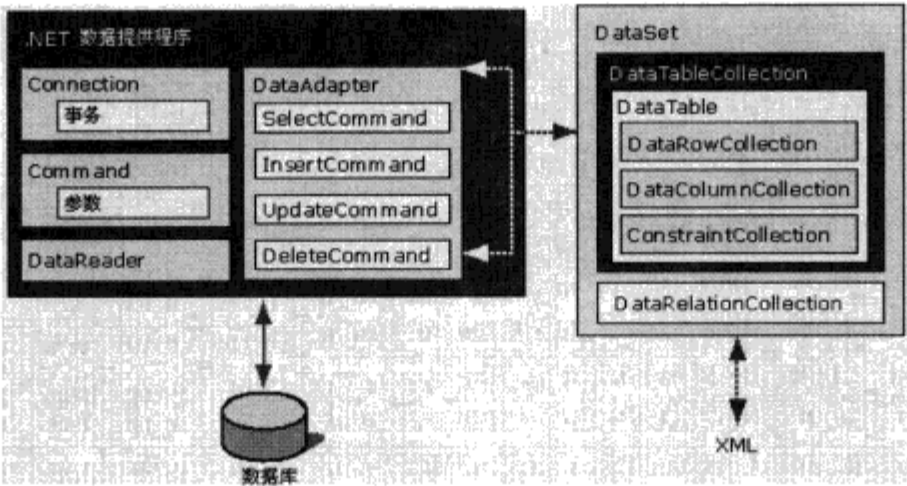 .NET 数据提供程序
Connection
事务
Command
参数
DataReader
DataAdapter
SelectCommand
InsertCommand
UpdateCommand
DeleteCommand
数据库
DataSet
DataTableCollection
DataTable
DataRowCollection
DataColumnCollection
ConstraintCollection
DataRelationCollection
XML